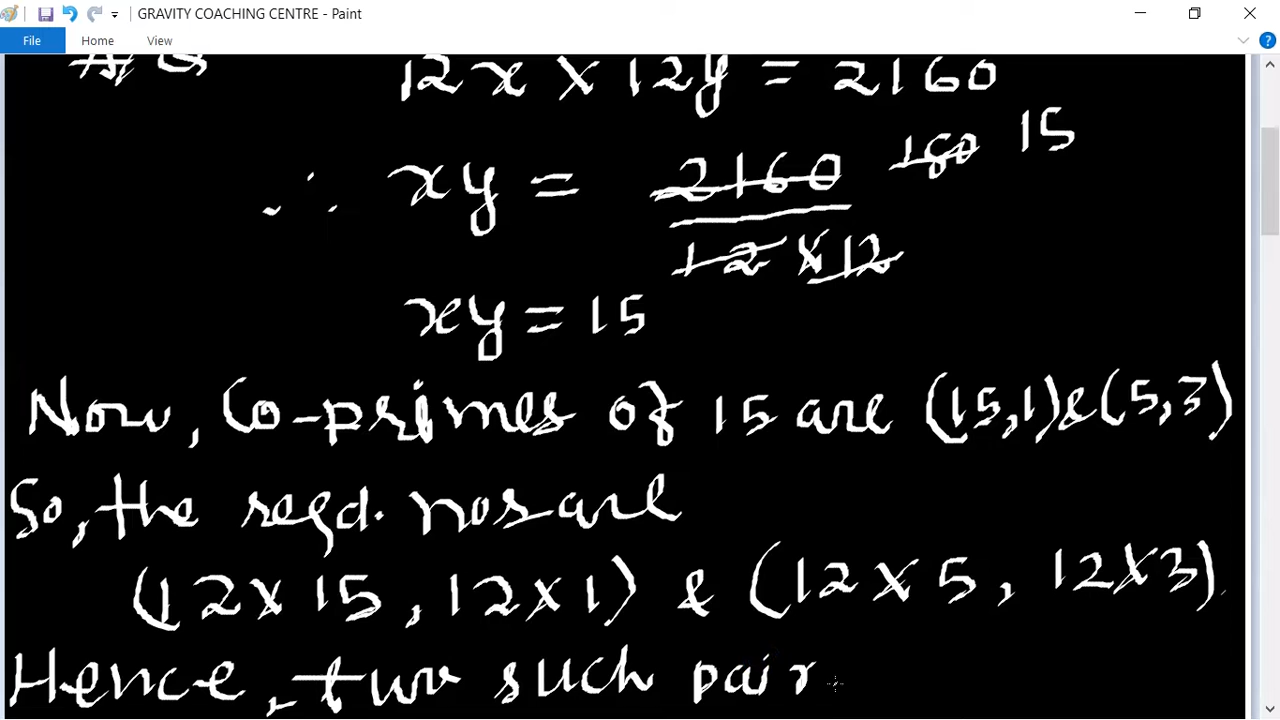 GRAVITY COACHING CENTRE - Paint
File Home View
A/Q 12x × 12y = 2160
∴ xy = 2160 180 15
12 × 12
xy = 15
Now, Co-primes of 15 are (15,1) & (5,3)
So, the reqd. nos are
(12×15, 12×1) & (12×5, 12×3).
Hence, two such pair